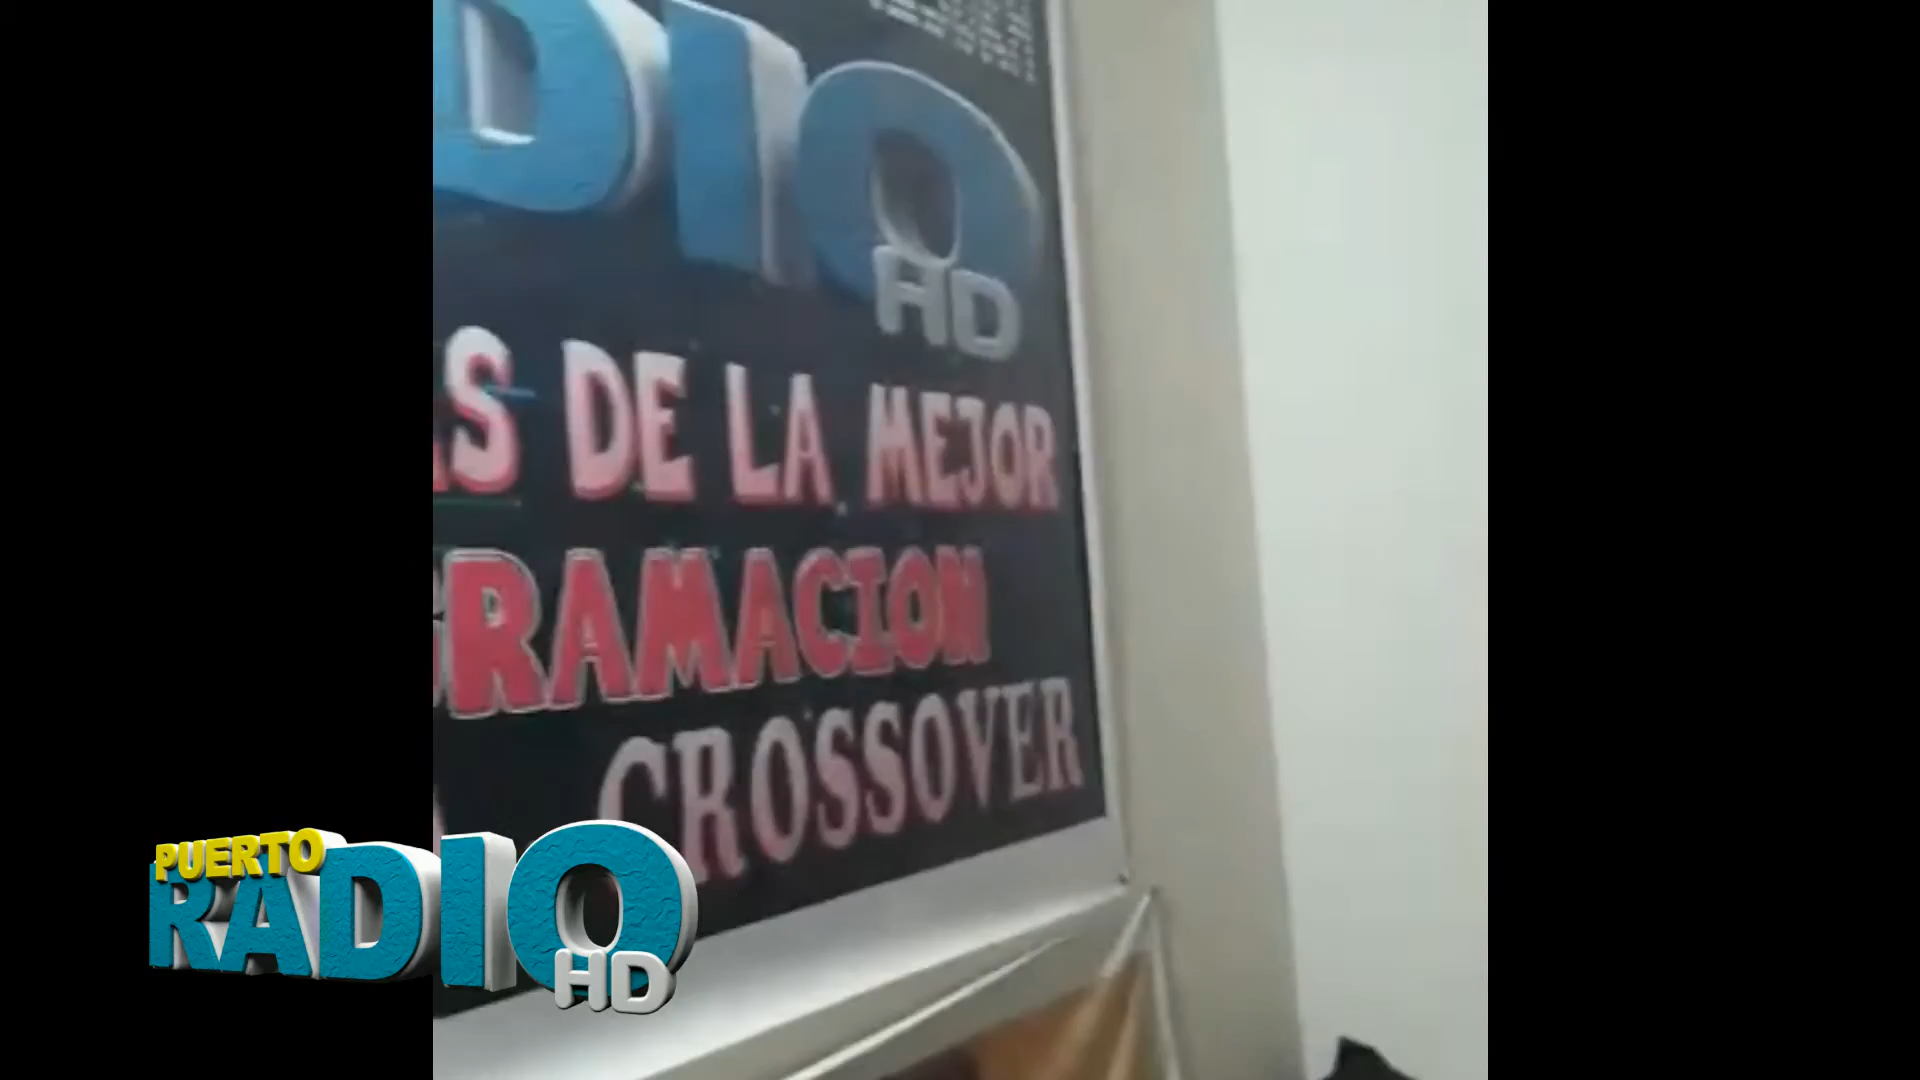 DIO
HD
S DE LA MEJOR
GRAMACION
CROSSOVER
PUERTO
RADIO
HD